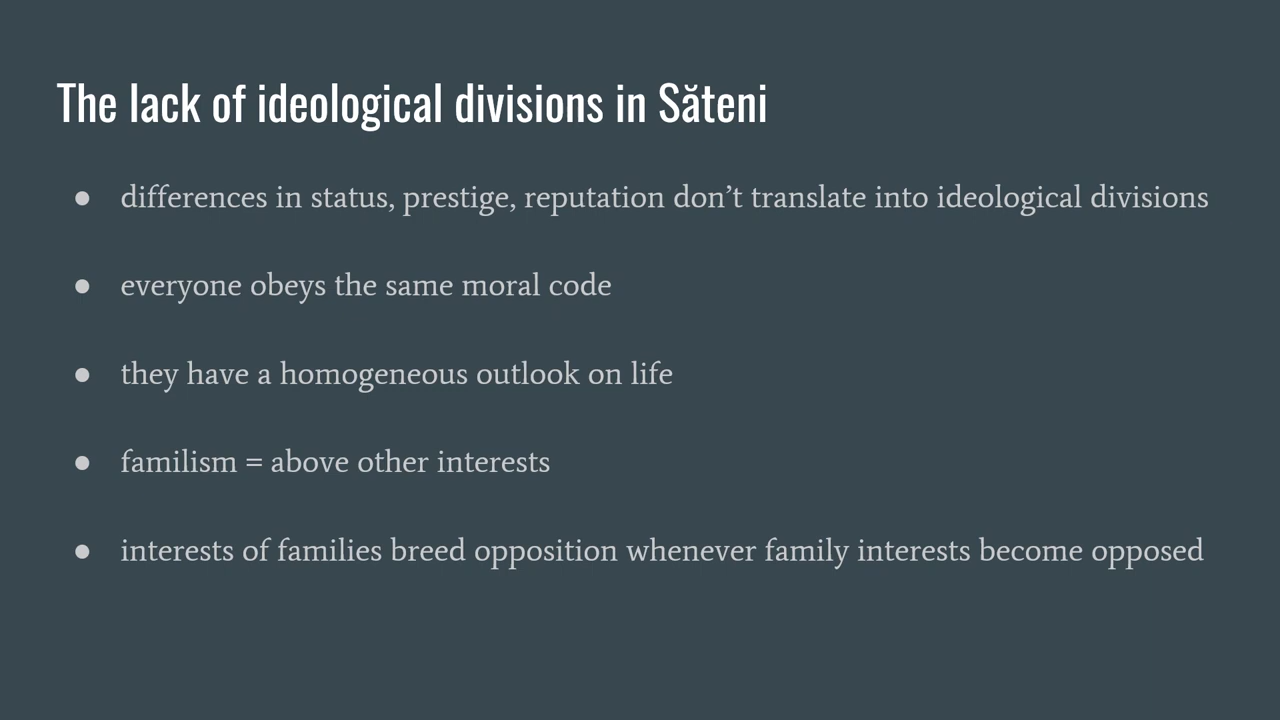 The lack of ideological divisions in Săteni
● differences in status, prestige, reputation don’t translate into ideological divisions
● everyone obeys the same moral code
● they have a homogeneous outlook on life
● familism = above other interests
● interests of families breed opposition whenever family interests become opposed